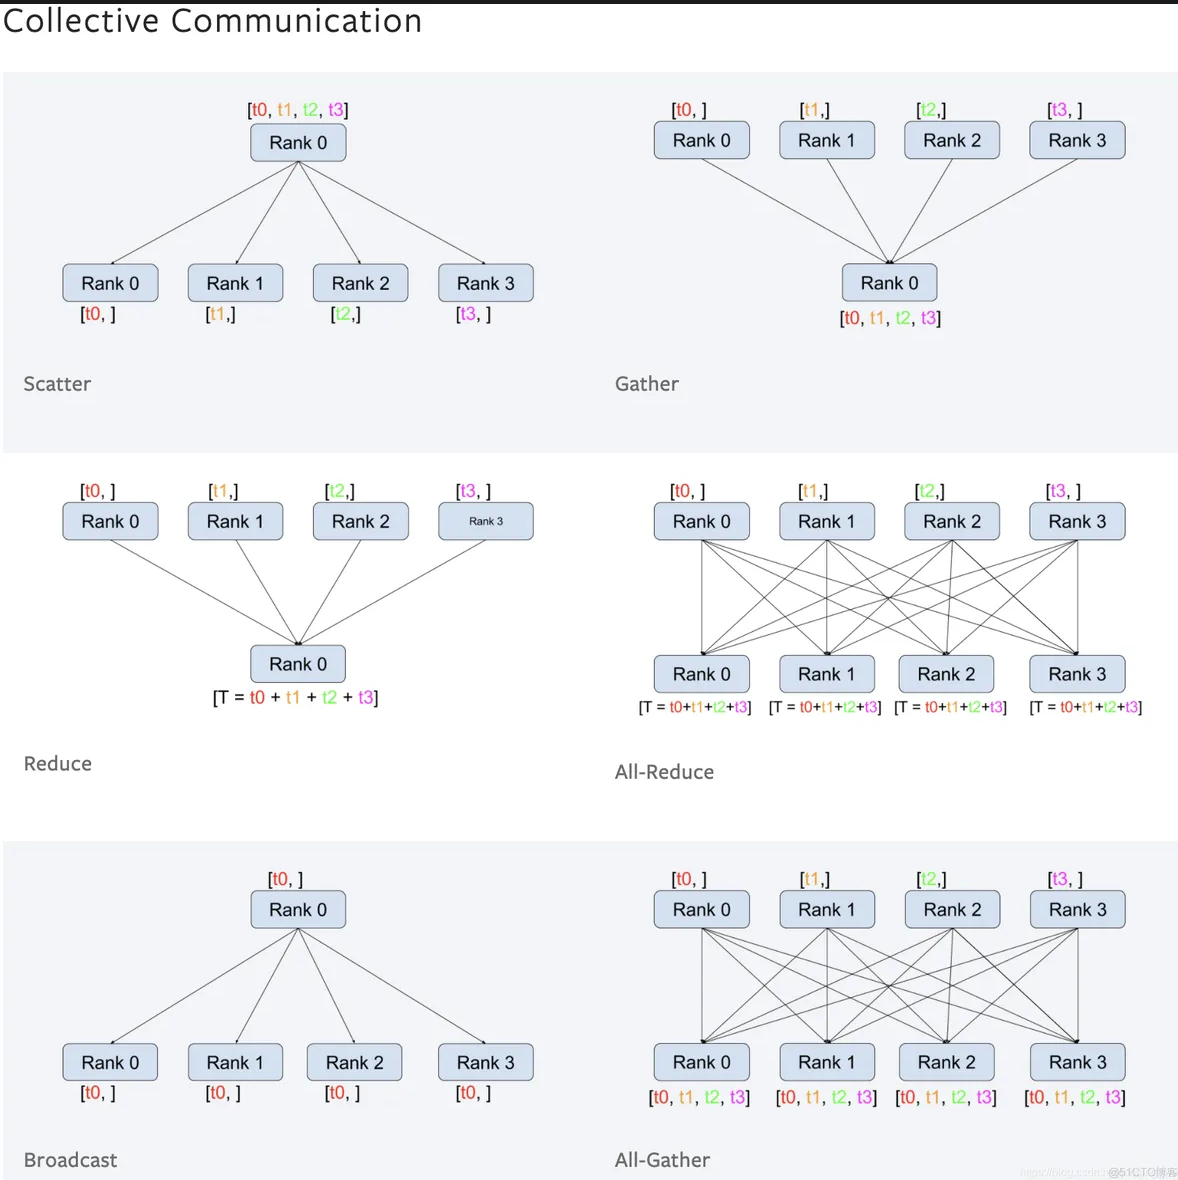 Collective Communication
[t0, t1, t2, t3]
Rank 0
Rank 0 Rank 1 Rank 2 Rank 3
[t0, ] [t1,] [t2,] [t3, ]
Scatter
[t0, ] [t1,] [t2,] [t3, ]
Rank 0 Rank 1 Rank 2 Rank 3
Rank 0
[t0, t1, t2, t3]
Gather
[t0, ] [t1,] [t2,] [t3, ]
Rank 0 Rank 1 Rank 2 Rank 3
Rank 0
[T = t0 + t1 + t2 + t3]
Reduce
[t0, ] [t1,] [t2,] [t3, ]
Rank 0 Rank 1 Rank 2 Rank 3
Rank 0 Rank 1 Rank 2 Rank 3
[T = t0+t1+t2+t3] [T = t0+t1+t2+t3] [T = t0+t1+t2+t3] [T = t0+t1+t2+t3]
All-Reduce
[t0, ]
Rank 0
Rank 0 Rank 1 Rank 2 Rank 3
[t0, ] [t0, ] [t0, ] [t0, ]
Broadcast
[t0, ] [t1,] [t2,] [t3, ]
Rank 0 Rank 1 Rank 2 Rank 3
Rank 0 Rank 1 Rank 2 Rank 3
[t0, t1, t2, t3] [t0, t1, t2, t3] [t0, t1, t2, t3] [t0, t1, t2, t3]
All-Gather
@51CTO博客